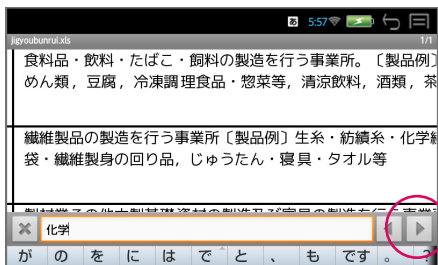 あ 5:57
jigyoubunrui.xls 1/1
食料品・飲料・たばこ・飼料の製造を行う事業所。〔製品例〕
めん類，豆腐，冷凍調理食品・惣菜等，清涼飲料，酒類，茶
繊維製品の製造を行う事業所〔製品例〕生糸・紡績糸・化学繊
袋・繊維製身の回り品，じゅうたん・寝具・タオル等
化学
が の を に は で と 、 も です 。 ?